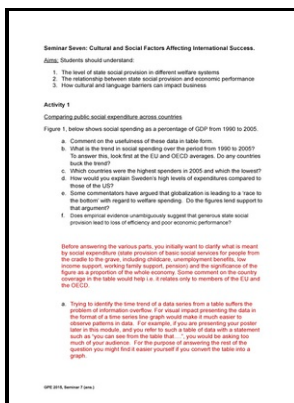 Seminar Seven: Cultural and Social Factors Affecting International Success.
Aims: Students should understand:
1. The level of state social provision in different welfare systems
2. The relationship between state social provision and economic performance
3. How cultural and language barriers can impact business
Activity 1
Comparing public social expenditure across countries
Figure 1, below shows social spending as a percentage of GDP from 1990 to 2005.
a. Comment on the usefulness of these data in table form.
b. What is the trend in social spending over the period from 1990 to 2005?
To answer this, look first at the EU and OECD averages. Do any countries
buck the trend?
c. Which countries were the highest spenders in 2005 and which the lowest?
d. How would you explain Sweden's high levels of expenditures compared to
those of the US?
e. Some commentators have argued that globalization is leading to a 'race to
the bottom' with regard to welfare spending. Do the figures lend support to
that argument?
f. Does empirical evidence unambiguously suggest that generous state social
provision lead to loss of efficiency and poor economic performance?
Before answering the various parts, you initially want to clarify what is meant
by social expenditure (state provision of basic social services for people from
the cradle to the grave, including childcare, unemployment benefits, low
income support, working family support, pension) and the significance of the
figure as a proportion of the whole economy. Some comment on the country
coverage in the table would help i.e. it relates only to members of the EU and
the OECD.
a. Trying to identify the time trend of a data series from a table suffers the
problem of information overflow. For visual impact presenting the data in
the format of a time series line graph would make it much easier to
observe patterns in data. For example, if you are presenting your poster
later in this module, and you refer to such a table of data with a statement
such as "you can see from the table that….", you would be asking too
much of your audience. For the purpose of answering the rest of the
question you might find it easier yourself if you convert the table into a
graph.
GPE 2019, Seminar 7 (ans.)